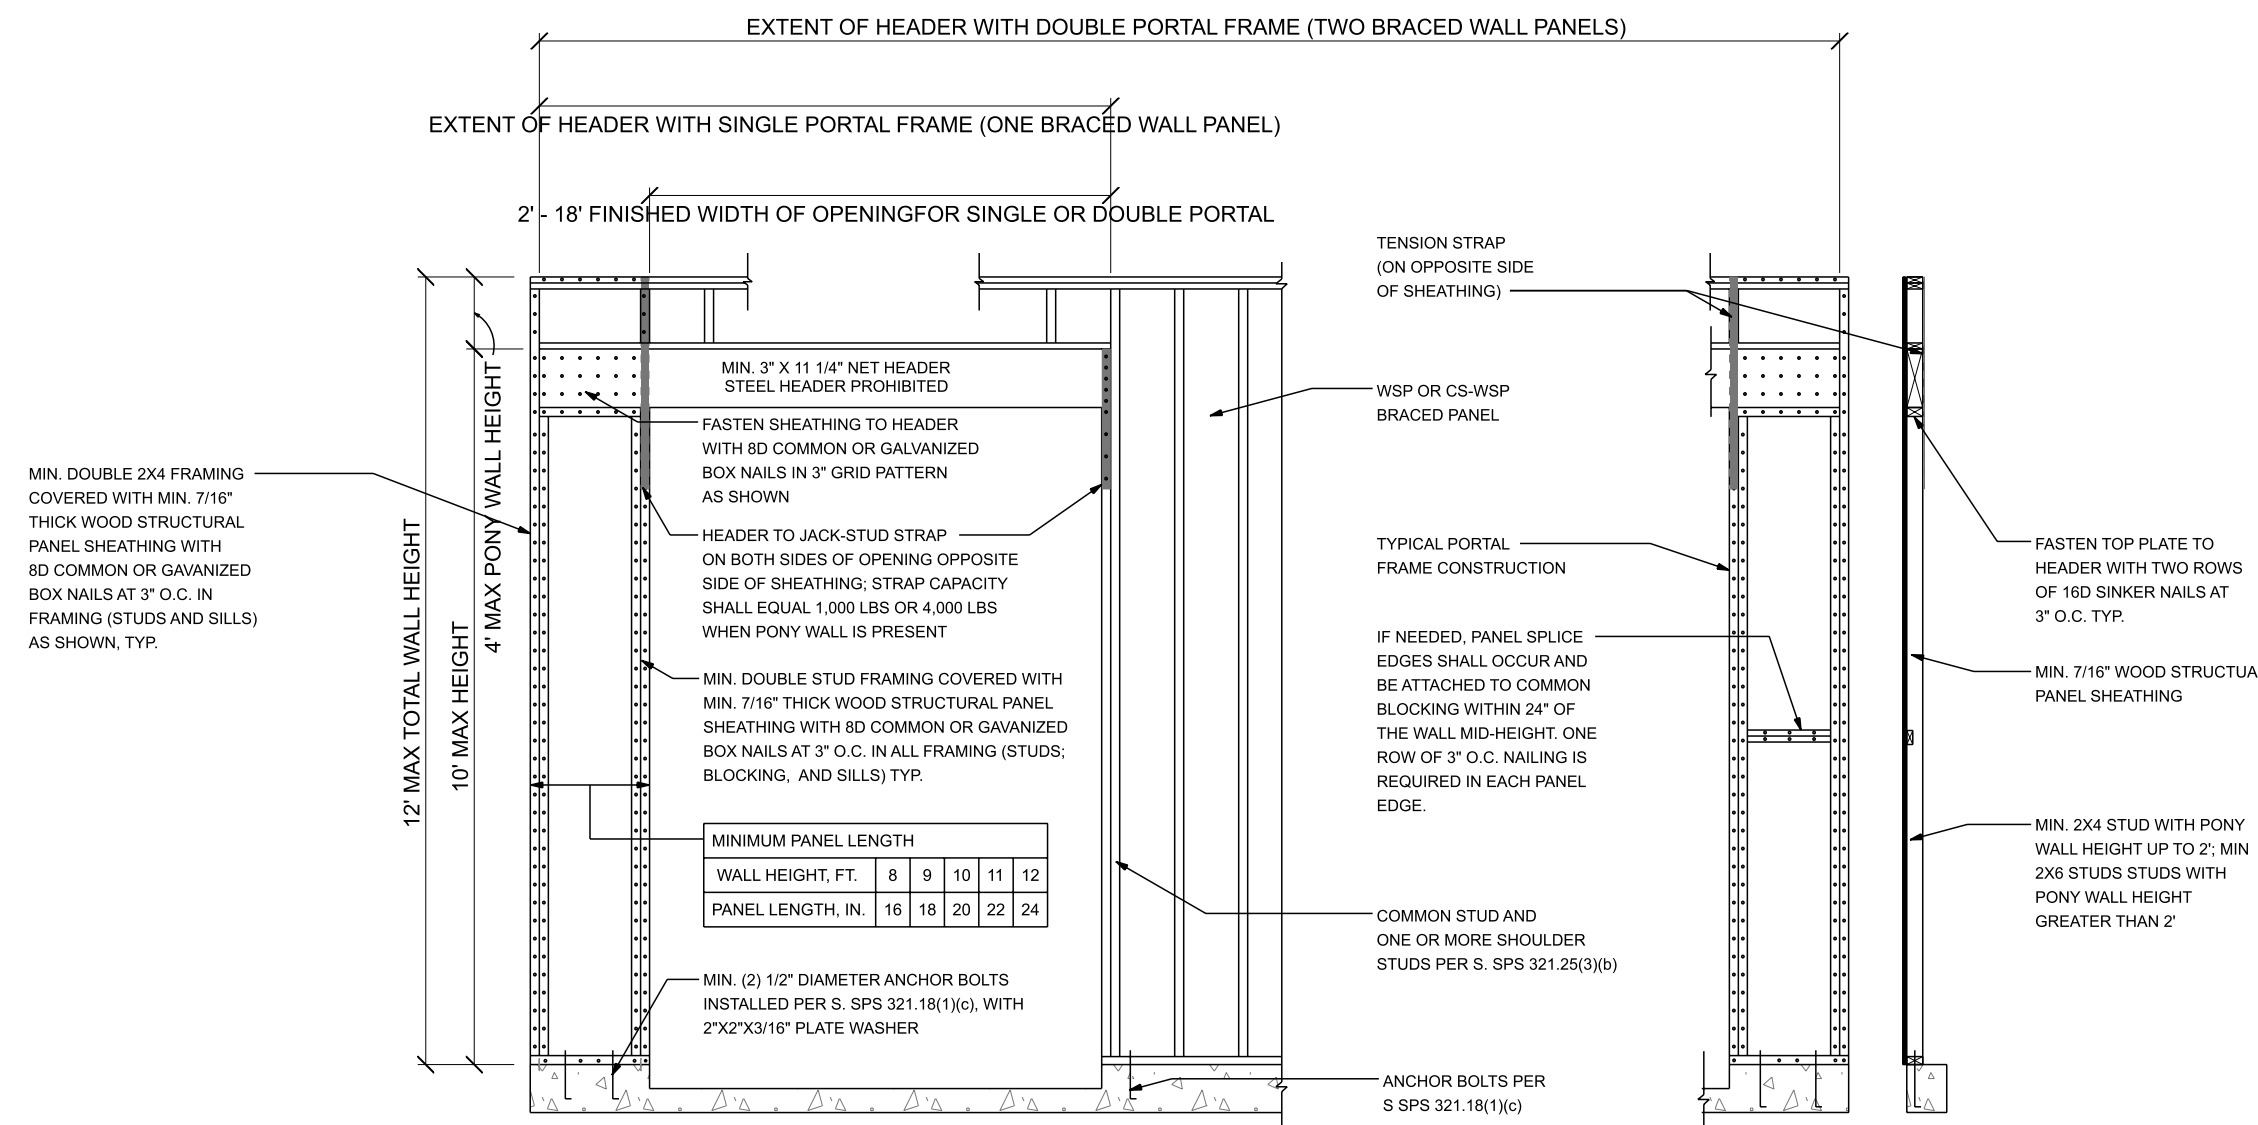 EXTENT OF HEADER WITH DOUBLE PORTAL FRAME (TWO BRACED WALL PANELS)
EXTENT OF HEADER WITH SINGLE PORTAL FRAME (ONE BRACED WALL PANEL)
2' - 18' FINISHED WIDTH OF OPENINGFOR SINGLE OR DOUBLE PORTAL
MIN. DOUBLE 2X4 FRAMING
COVERED WITH MIN. 7/16"
THICK WOOD STRUCTURAL
PANEL SHEATHING WITH
8D COMMON OR GAVANIZED
BOX NAILS AT 3" O.C. IN
FRAMING (STUDS AND SILLS)
AS SHOWN, TYP.
12' MAX TOTAL WALL HEIGHT
10' MAX HEIGHT
4' MAX PONY WALL HEIGHT
MIN. 3" X 11 1/4" NET HEADER
STEEL HEADER PROHIBITED
FASTEN SHEATHING TO HEADER
WITH 8D COMMON OR GALVANIZED
BOX NAILS IN 3" GRID PATTERN
AS SHOWN
HEADER TO JACK-STUD STRAP
ON BOTH SIDES OF OPENING OPPOSITE
SIDE OF SHEATHING; STRAP CAPACITY
SHALL EQUAL 1,000 LBS OR 4,000 LBS
WHEN PONY WALL IS PRESENT
MIN. DOUBLE STUD FRAMING COVERED WITH
MIN. 7/16" THICK WOOD STRUCTURAL PANEL
SHEATHING WITH 8D COMMON OR GAVANIZED
BOX NAILS AT 3" O.C. IN ALL FRAMING (STUDS;
BLOCKING,  AND SILLS) TYP.
MINIMUM PANEL LENGTH
WALL HEIGHT, FT. 8 9 10 11 12
PANEL LENGTH, IN. 16 18 20 22 24
MIN. (2) 1/2" DIAMETER ANCHOR BOLTS
INSTALLED PER S. SPS 321.18(1)(c), WITH
2"X2"X3/16" PLATE WASHER
TENSION STRAP
(ON OPPOSITE SIDE
OF SHEATHING)
WSP OR CS-WSP
BRACED PANEL
TYPICAL PORTAL
FRAME CONSTRUCTION
IF NEEDED, PANEL SPLICE
EDGES SHALL OCCUR AND
BE ATTACHED TO COMMON
BLOCKING WITHIN 24" OF
THE WALL MID-HEIGHT. ONE
ROW OF 3" O.C. NAILING IS
REQUIRED IN EACH PANEL
EDGE.
COMMON STUD AND
ONE OR MORE SHOULDER
STUDS PER S. SPS 321.25(3)(b)
ANCHOR BOLTS PER
S SPS 321.18(1)(c)
FASTEN TOP PLATE TO
HEADER WITH TWO ROWS
OF 16D SINKER NAILS AT
3" O.C. TYP.
MIN. 7/16" WOOD STRUCTUA
PANEL SHEATHING
MIN. 2X4 STUD WITH PONY
WALL HEIGHT UP TO 2'; MIN
2X6 STUDS STUDS WITH
PONY WALL HEIGHT
GREATER THAN 2'